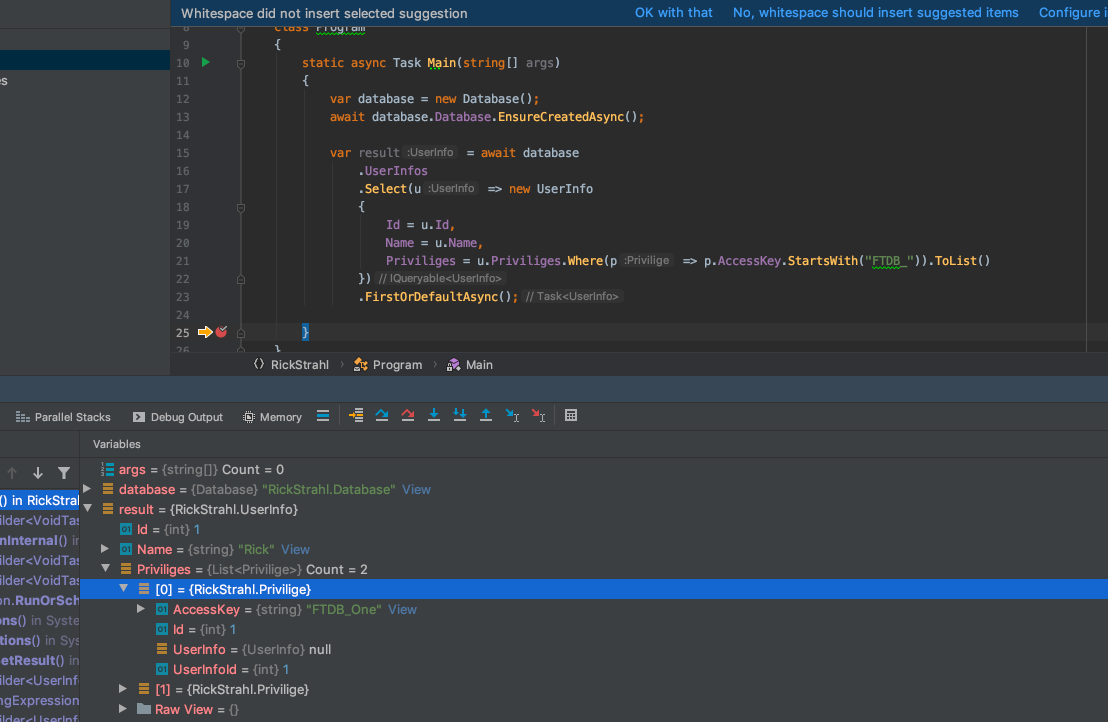 Whitespace did not insert selected suggestion OK with that No, whitespace should insert suggested items Configure i
8 class Program
es
9 {
10 static async Task Main(string[] args)
11 {
12 var database = new Database();
13 await database.Database.EnsureCreatedAsync();
14
15 var result :UserInfo = await database
16 .UserInfos
17 .Select(u :UserInfo => new UserInfo
18 {
19 Id = u.Id,
20 Name = u.Name,
21 Priviliges = u.Priviliges.Where(p :Privilige => p.AccessKey.StartsWith("FTDB_")).ToList()
22 }) // IQueryable<UserInfo>
23 .FirstOrDefaultAsync(); // Task<UserInfo>
24
25 }
26 }
RickStrahl › Program › Main
Parallel Stacks Debug Output Memory
Variables
args = {string[]} Count = 0
database = {Database} "RickStrahl.Database" View
() in RickStrah
result = {RickStrahl.UserInfo}
ilder<VoidTas
Id = {int} 1
nInternal() in
Name = {string} "Rick" View
ilder<VoidTas
Priviliges = {List<Privilige>} Count = 2
ilder<VoidTas
[0] = {RickStrahl.Privilige}
on.RunOrSch
AccessKey = {string} "FTDB_One" View
ons() in Syste
Id = {int} 1
tions() in Sys
UserInfo = {UserInfo} null
etResult() in
UserInfoId = {int} 1
ilder<UserInf
[1] = {RickStrahl.Privilige}
ngExpression
Raw View = {}
ilder<UserInf